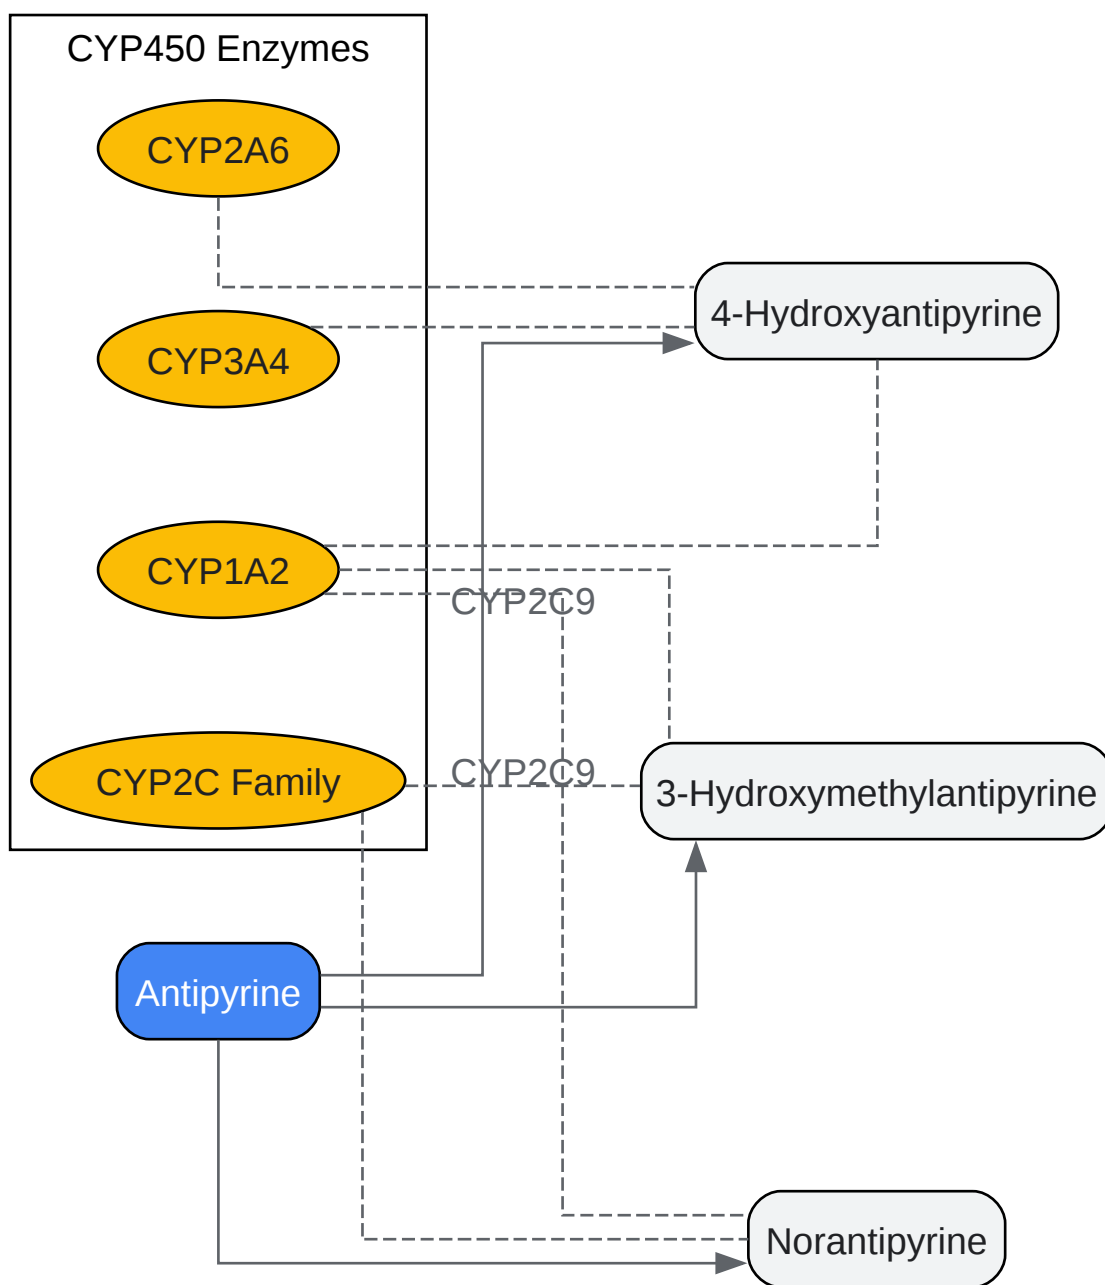 CYP450 Enzymes
CYP2A6
4-Hydroxyantipyrine
CYP3A4
CYP1A2
CYP2C9
CYP2C Family
CYP2C9
3-Hydroxymethylantipyrine
Antipyrine
Norantipyrine